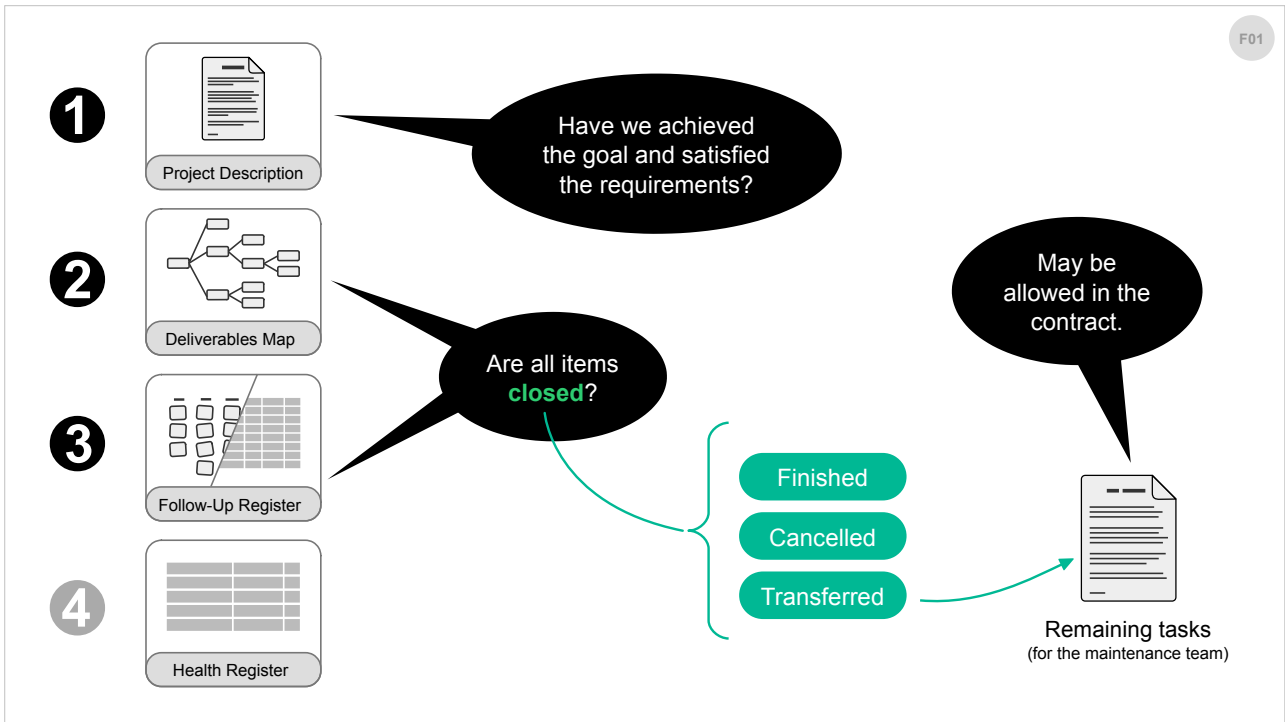 F01
1
Project Description
Have we achieved
the goal and satisfied
the requirements?
2
Deliverables Map
May be
allowed in the
contract.
Are all items
closed?
3
Follow-Up Register
Finished
Cancelled
Transferred
Remaining tasks
(for the maintenance team)
4
Health Register